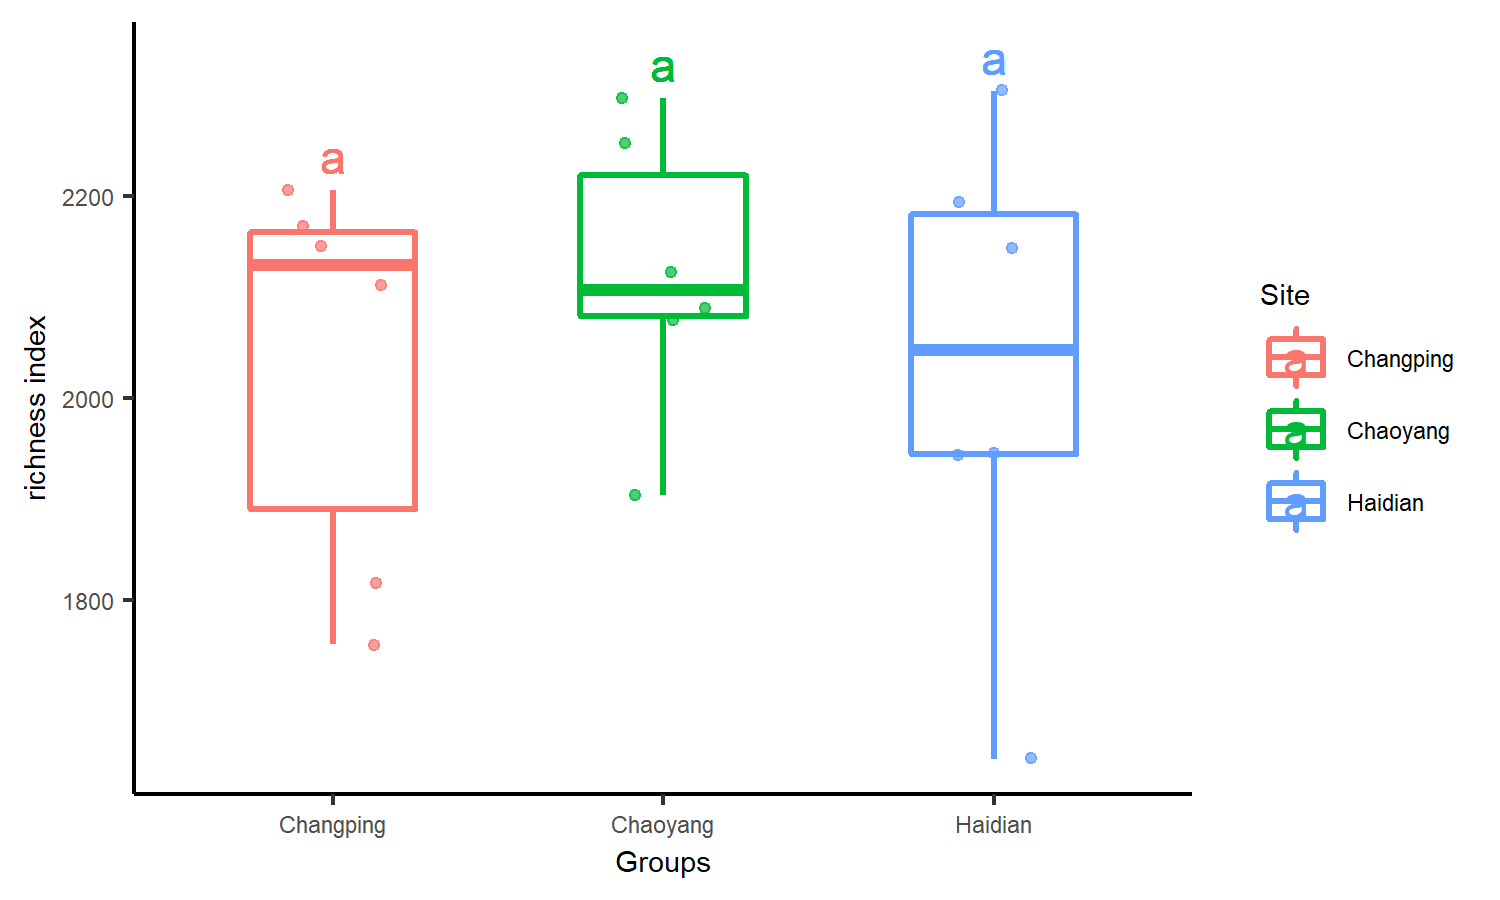 a
a
a
2200
2000
1800
richness index
Changping
Chaoyang
Haidian
Groups
Site
a Changping
a Chaoyang
a Haidian